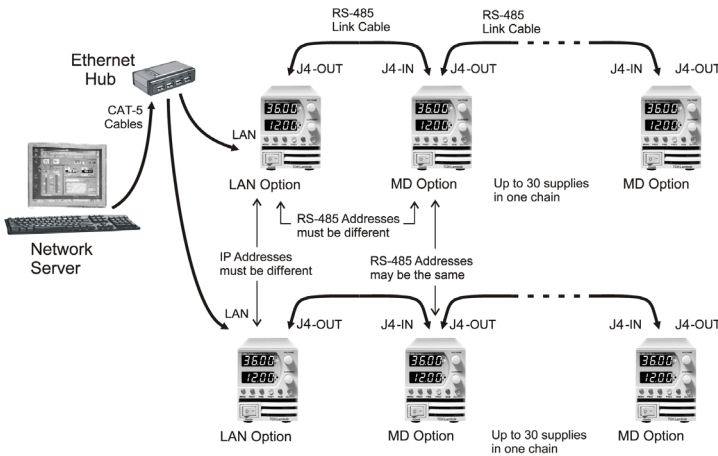 RS-485
Link Cable
RS-485
Link Cable
Ethernet
Hub
J4-OUT
J4-IN
J4-OUT
J4-IN
J4-OUT
CAT-5
Cables
LAN
36.00
12.00
36.00
12.00
36.00
12.00
LAN Option
MD Option
Up to 30 supplies
in one chain
MD Option
RS-485 Addresses
must be different
Network
Server
IP Addresses
must be different
RS-485 Addresses
may be the same
LAN
J4-OUT
J4-IN
J4-OUT
J4-IN
J4-OUT
36.00
12.00
36.00
12.00
36.00
12.00
LAN Option
MD Option
Up to 30 supplies
in one chain
MD Option